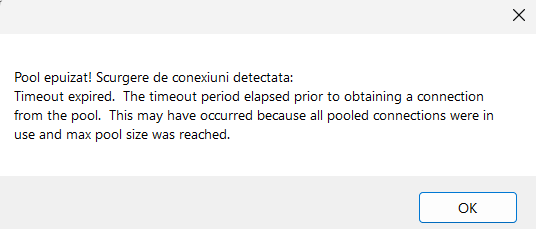 Pool epuizat! Scurgere de conexiuni detectata:
Timeout expired.  The timeout period elapsed prior to obtaining a connection
from the pool.  This may have occurred because all pooled connections were in
use and max pool size was reached.
OK